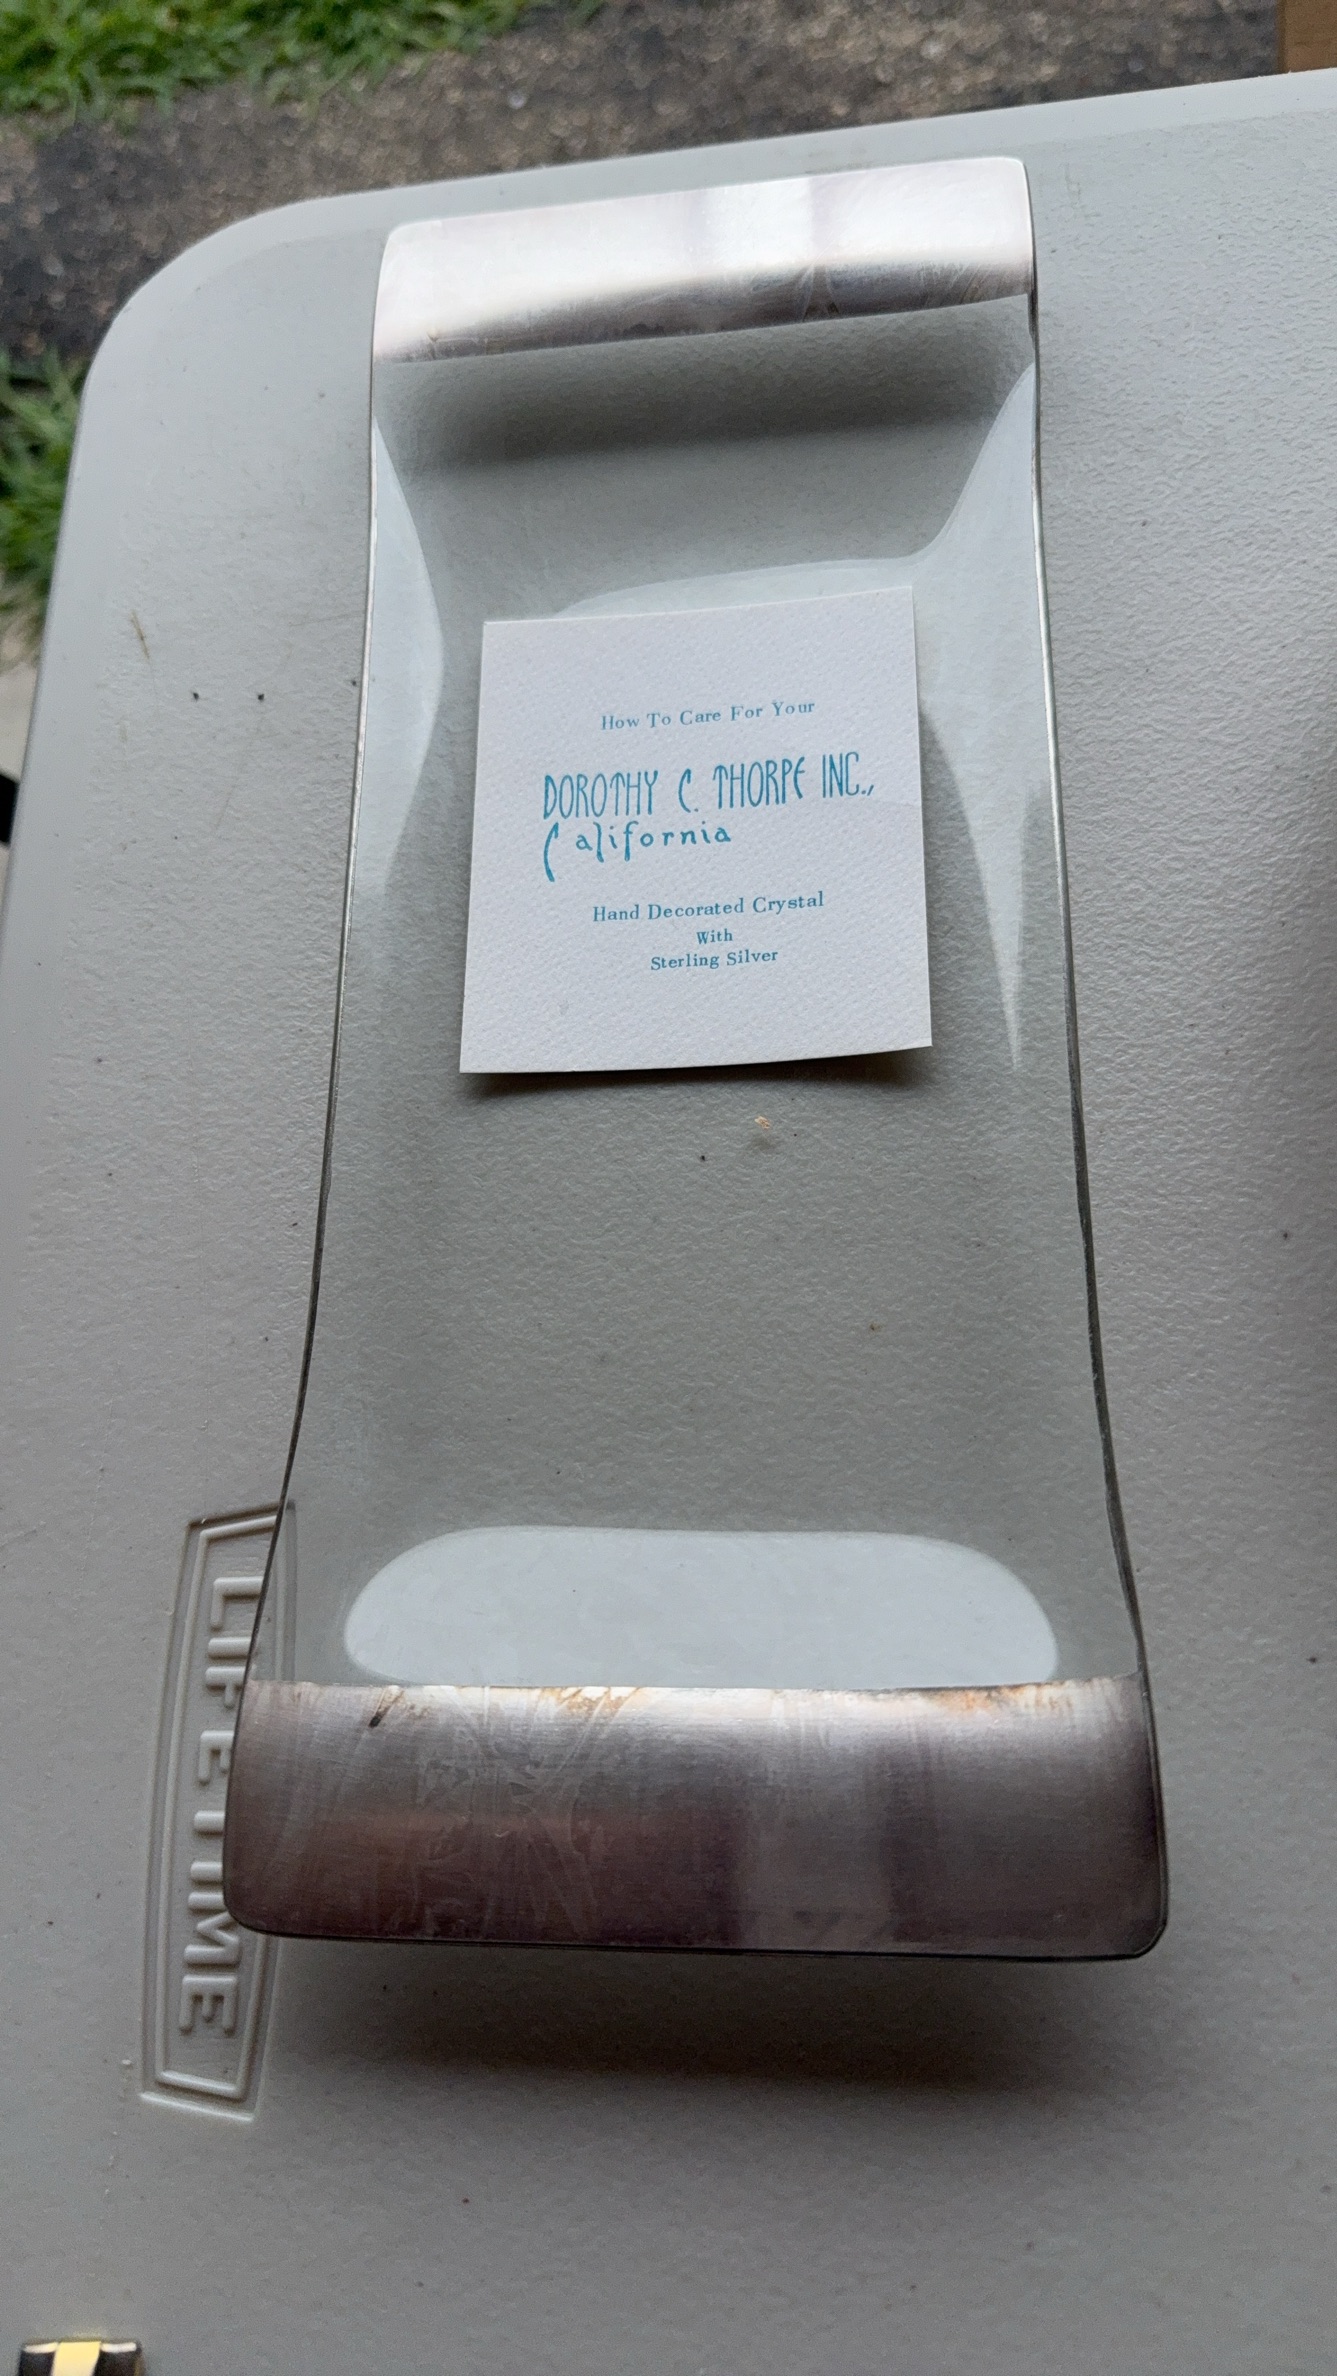 How To Care For Your
DOROTHY C. THORPE INC.,
California
Hand Decorated Crystal
With
Sterling Silver
LIFETIME